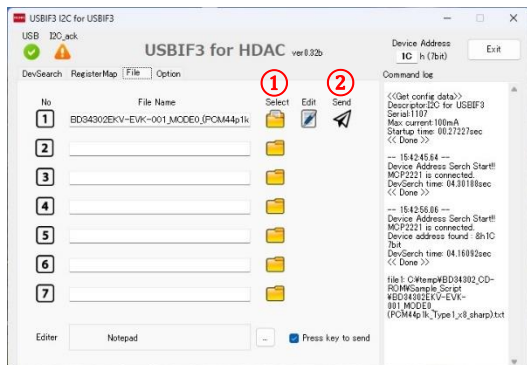 USBIF3 I2C for USBIF3
USB I2C_ack
USBIF3 for HDAC ver0.82b
Device Address
1C h (7bit)
Exit
DevSearch RegisterMap File Option
Command log
① ②
No File Name Select Edit Send
1 BD34302EKV-EVK-001_MODE0_(PCM44p1k
2
3
4
5
6
7
Editer Notepad .. Press key to send
<<Get config data>>
Descriptor:I2C for USBIF3
Serial:1107
Max current:100mA
Startup time: 00.27227sec
<< Done >>
-- 15:42:45.64 --
Device Address Serch Start!!
MCP2221 is connected.
DevSerch time: 04.30188sec
<< Done >>
-- 15:42:56.06 --
Device Address Serch Start!!
MCP2221 is connected.
Device address found : &h1C
7bit
DevSerch time: 04.16092sec
<< Done >>
file1: C:¥temp¥BD34302_CD-
ROM¥Sample_Script
¥BD34302EKV-EVK-
001_MODE0_
(PCM44p1k_Type1_x8_sharp).txt